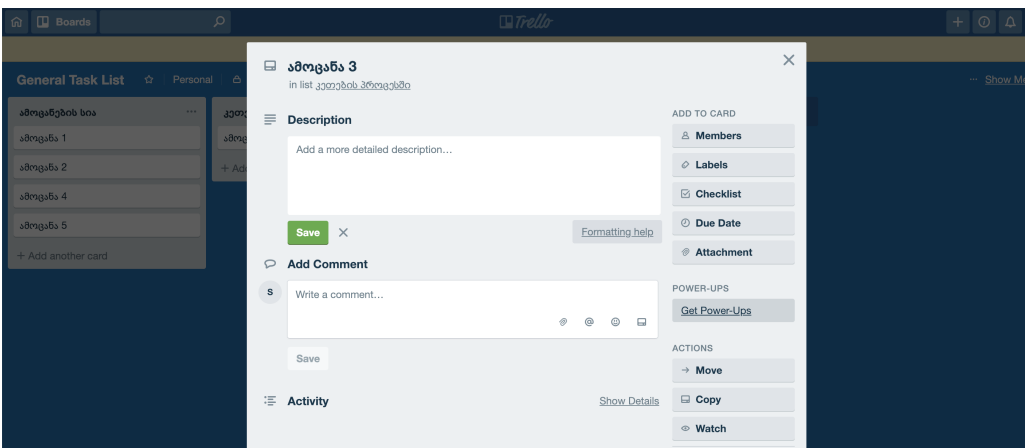 Boards
Trello
General Task List
Personal
Show Me
ამოცანების სია
ამოცანა 1
ამოცანა 2
ამოცანა 4
ამოცანა 5
+ Add another card
+ Add
ამოცანა 3
in list კეთების პროცესში
Description
Add a more detailed description…
Save
Formatting help
Add Comment
S
Write a comment…
Save
Activity
Show Details
ADD TO CARD
Members
Labels
Checklist
Due Date
Attachment
POWER-UPS
Get Power-Ups
ACTIONS
Move
Copy
Watch